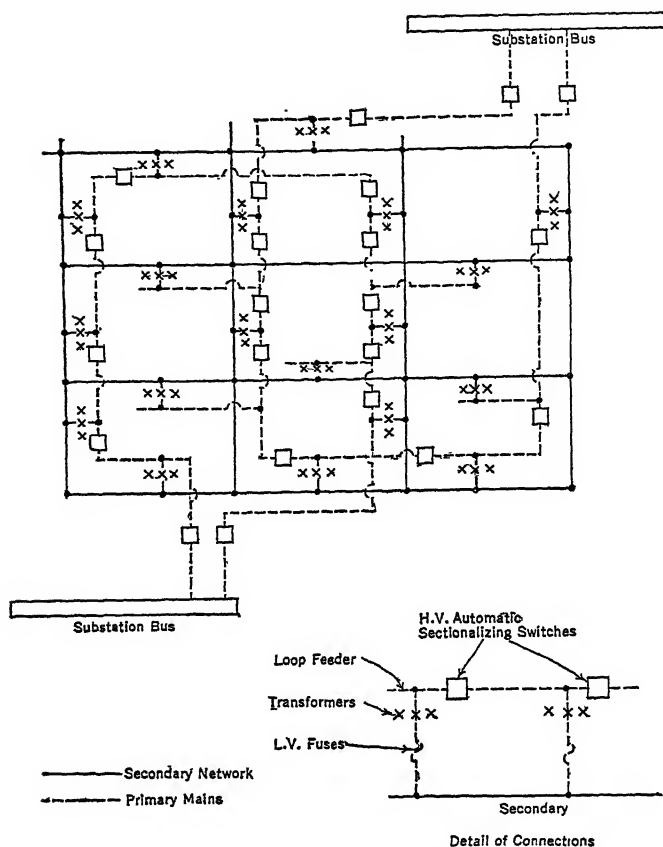 Substation Bus
Substation Bus
H.V. Automatic
Sectionalizing Switches
Loop Feeder
Transformers
L.V. Fuses
Secondary Network
Primary Mains
Secondary
Detail of Connections